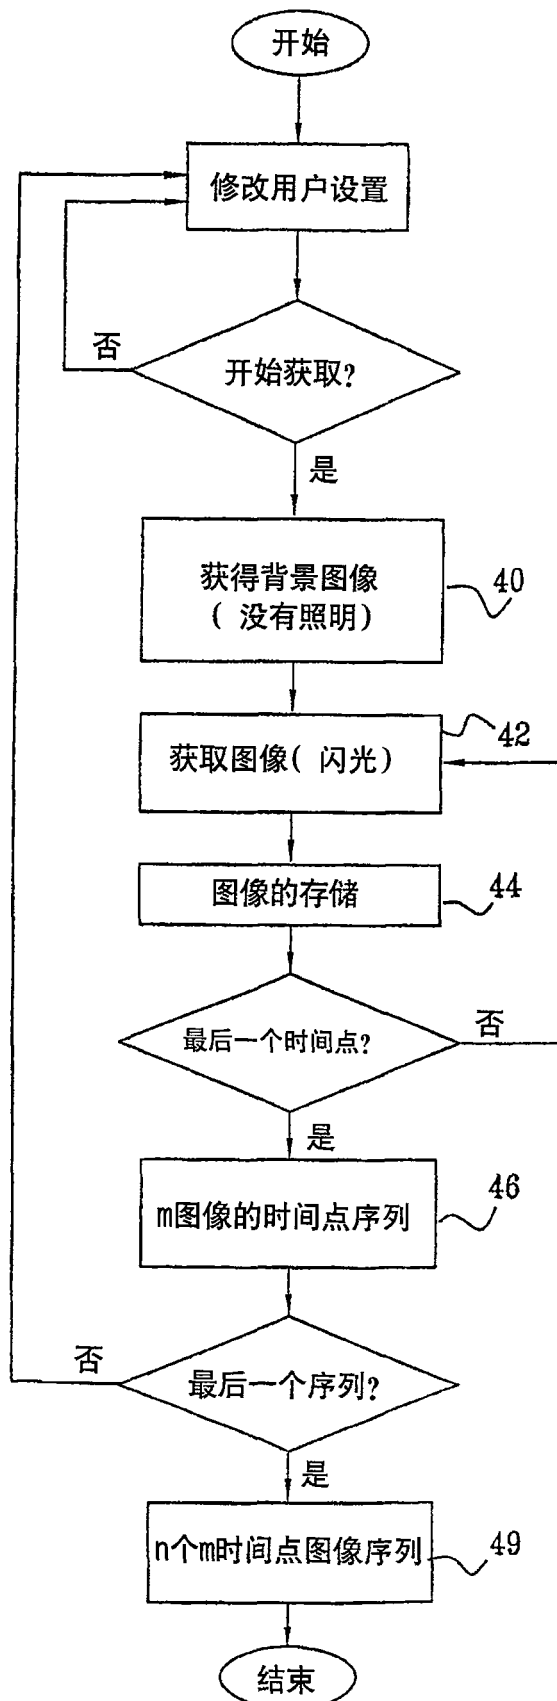 开始
修改用户设置
否
开始获取?
是
获得背景图像
( 没有照明)
40
获取图像( 闪光)
42
图像的存储
44
最后一个时间点?
否
是
m图像的时间点序列
46
否
最后一个序列?
是
n个m时间点图像序列
49
结束